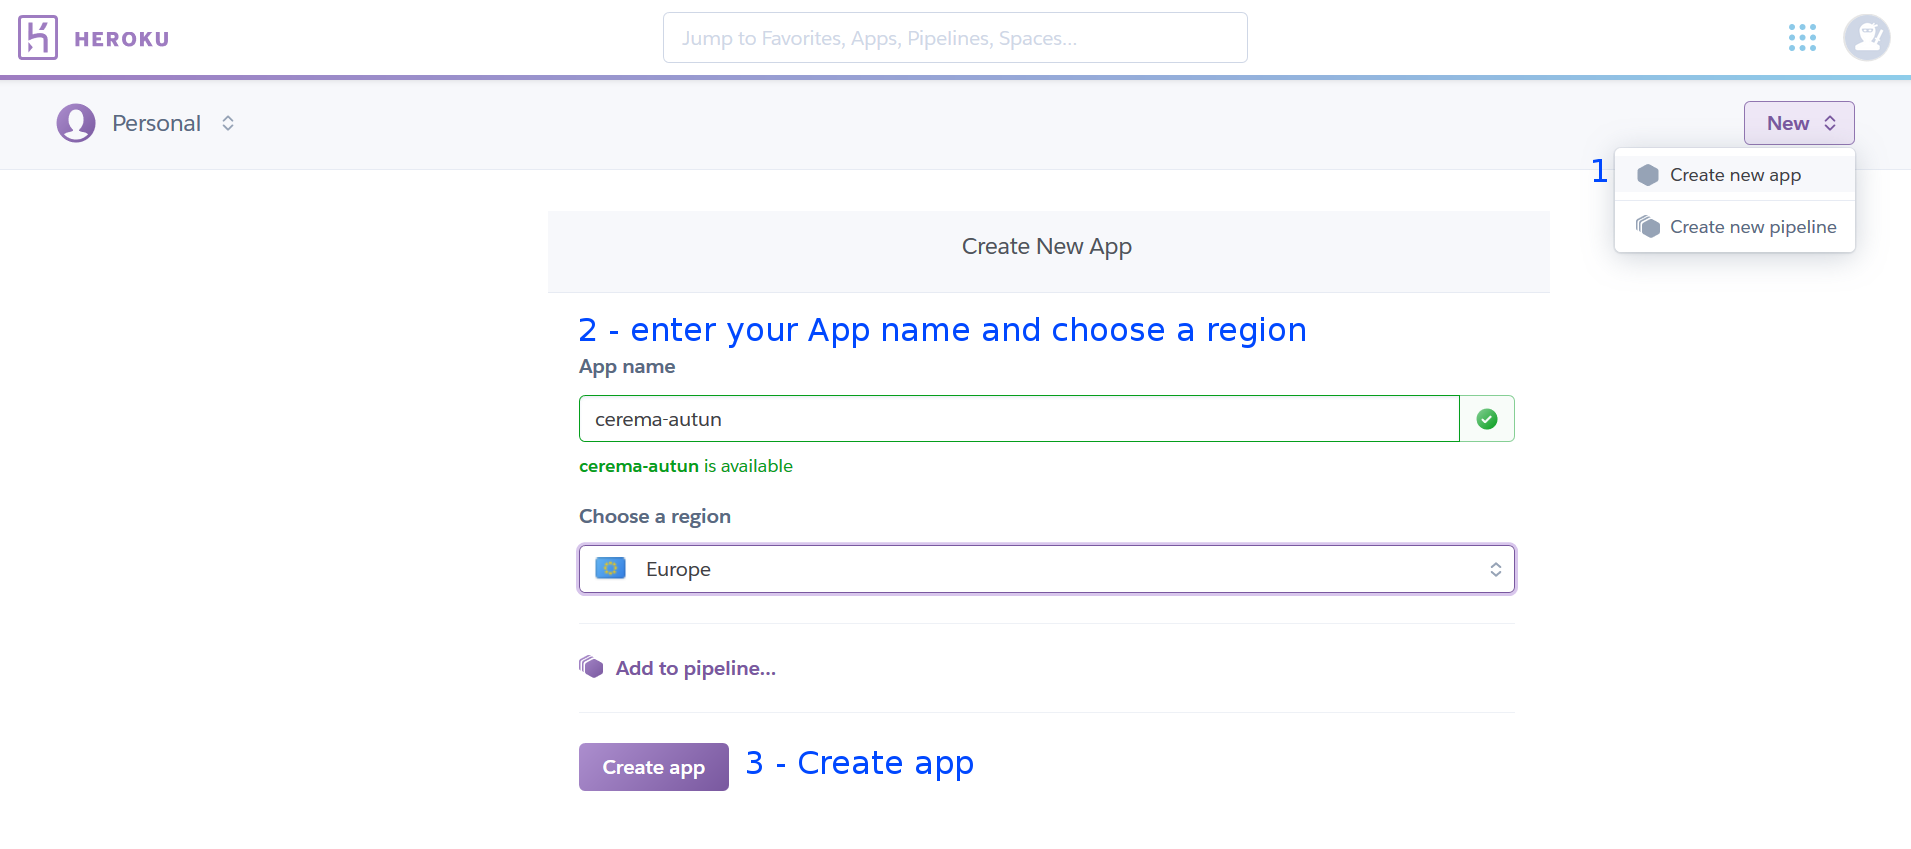 HEROKU
Jump to Favorites, Apps, Pipelines, Spaces...
Personal
New
1
Create new app
Create new pipeline
Create New App
2 - enter your App name and choose a region
App name
cerema-autun
cerema-autun is available
Choose a region
Europe
Add to pipeline...
Create app
3 - Create app